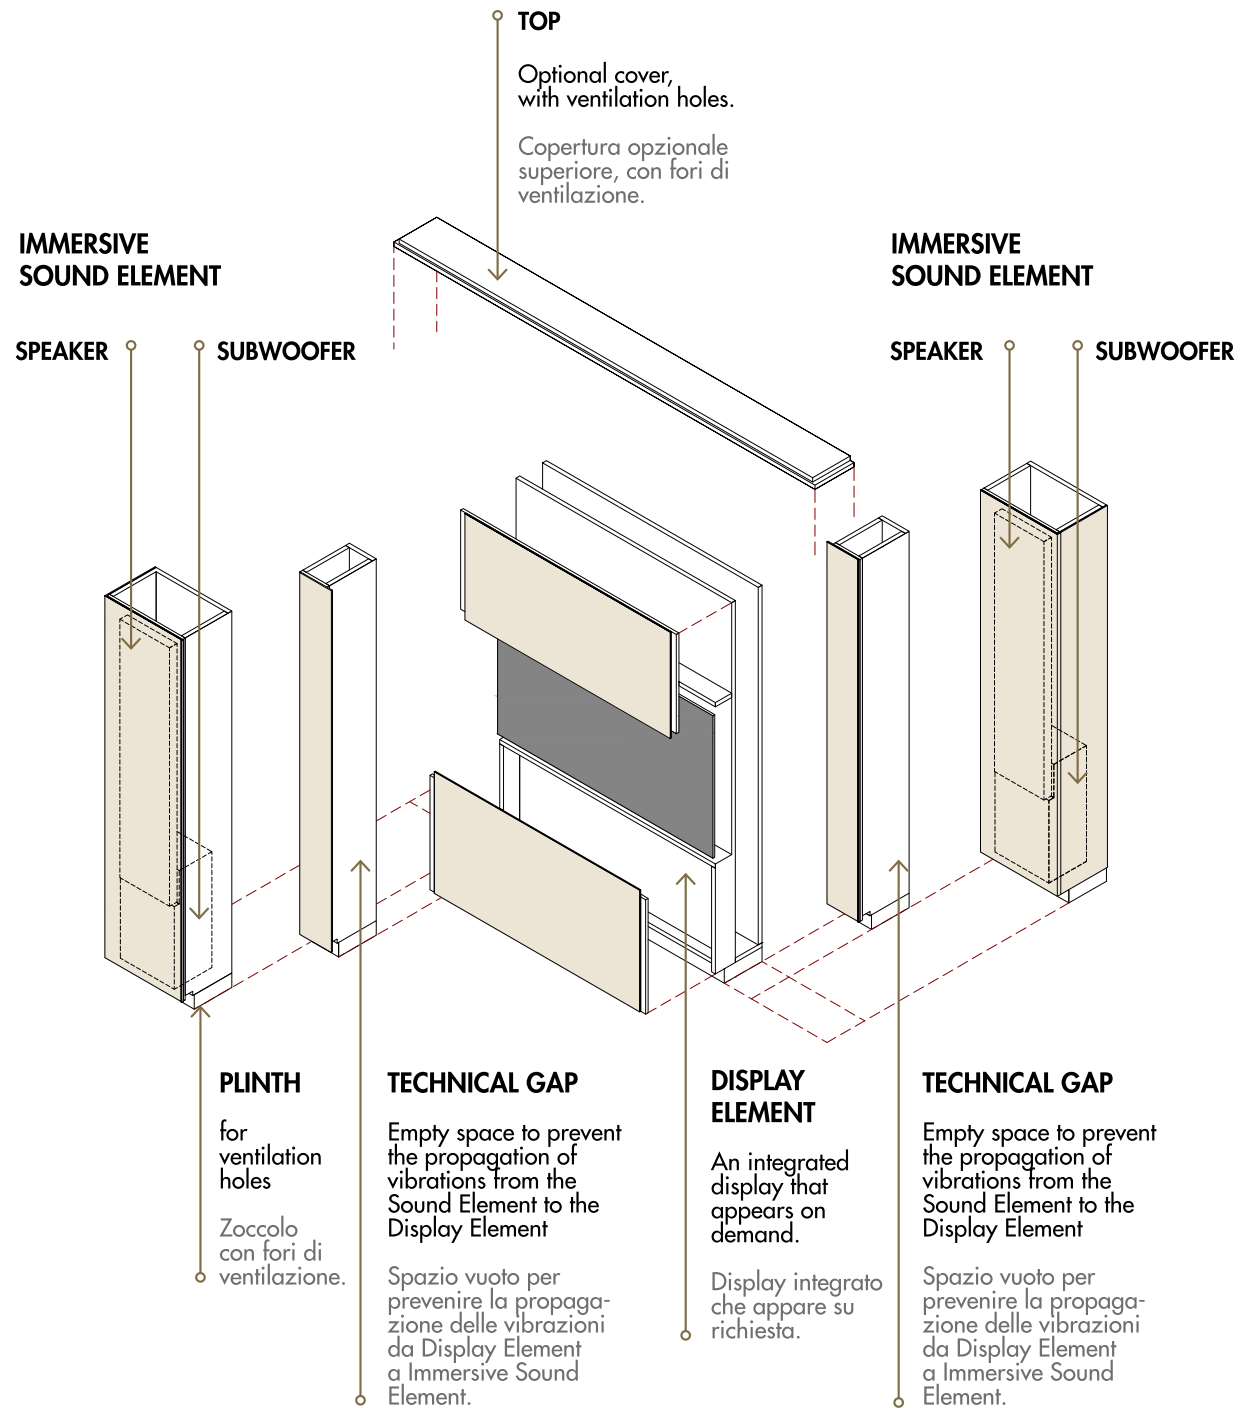 TOP
Optional cover,
with ventilation holes.
Copertura opzionale
superiore, con fori di
ventilazione.
IMMERSIVE
SOUND ELEMENT
SPEAKER
SUBWOOFER
IMMERSIVE
SOUND ELEMENT
SPEAKER
SUBWOOFER
PLINTH
for
ventilation
holes
Zoccolo
con fori di
ventilazione.
TECHNICAL GAP
Empty space to prevent
the propagation of
vibrations from the
Sound Element to the
Display Element
Spazio vuoto per
prevenire la propaga-
zione delle vibrazioni
da Display Element
a Immersive Sound
Element.
DISPLAY
ELEMENT
An integrated
display that
appears on
demand.
Display integrato
che appare su
richiesta.
TECHNICAL GAP
Empty space to prevent
the propagation of
vibrations from the
Sound Element to the
Display Element
Spazio vuoto per
prevenire la propaga-
zione delle vibrazioni
da Display Element
a Immersive Sound
Element.